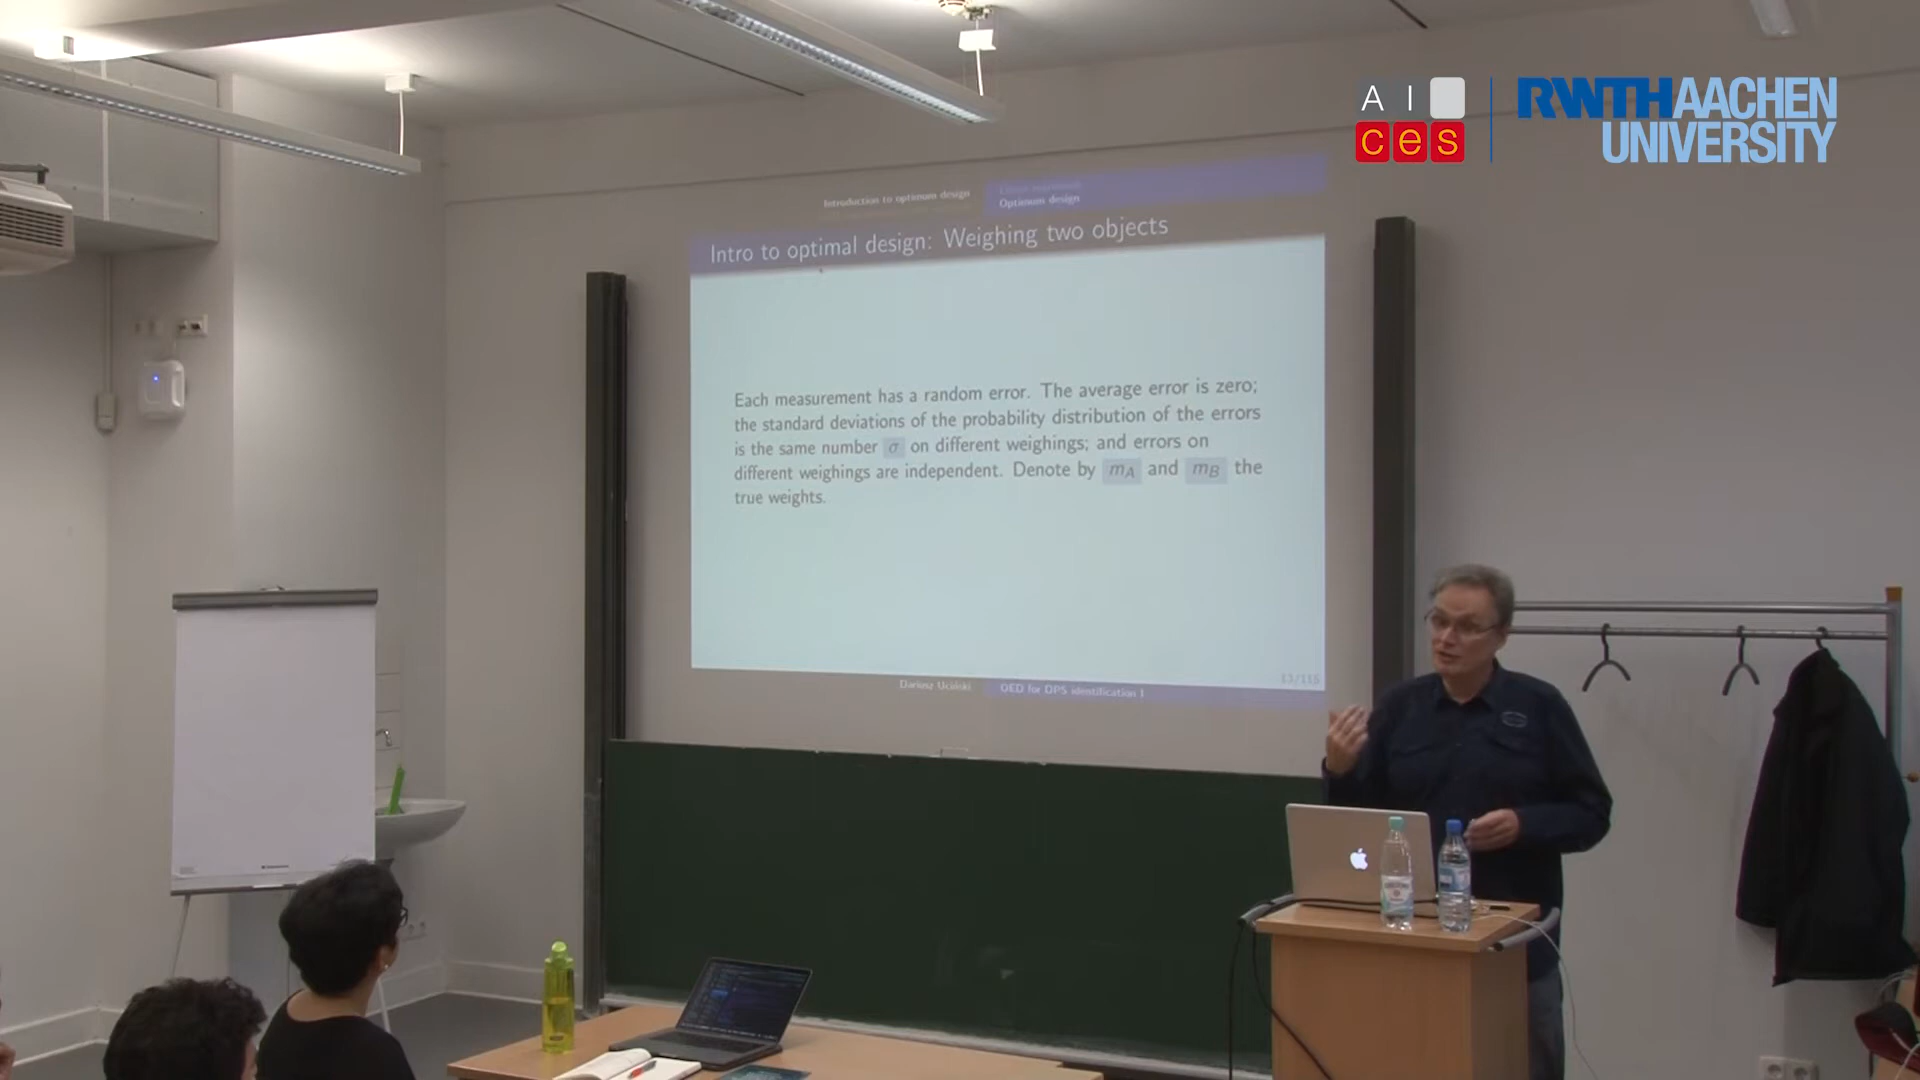 AI
ces
RWTHAACHEN
UNIVERSITY
Introduction to optimum design
Optimum design
Intro to optimal design: Weighing two objects
Each measurement has a random error. The average error is zero;
the standard deviations of the probability distribution of the errors
is the same number σ on different weighings; and errors on
different weighings are independent. Denote by m_A and m_B the
true weights.
Dariusz Uciński
OED for DPS identification I
13/116